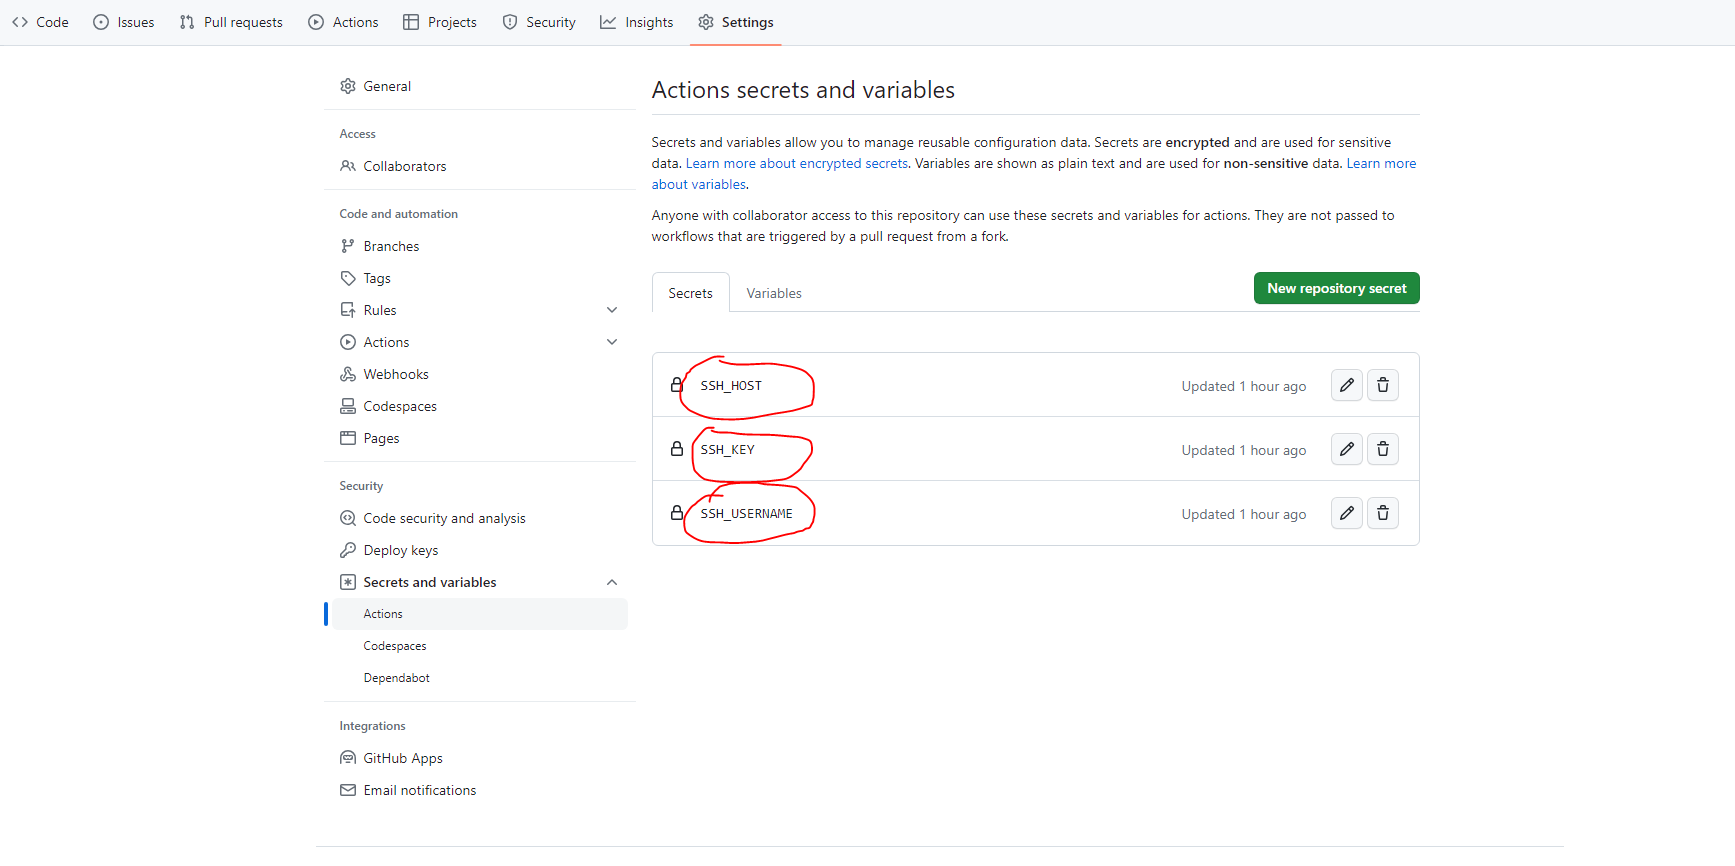 Code Issues Pull requests Actions Projects Security Insights Settings
General
Access
Collaborators
Code and automation
Branches
Tags
Rules
Actions
Webhooks
Codespaces
Pages
Security
Code security and analysis
Deploy keys
Secrets and variables
Actions
Codespaces
Dependabot
Integrations
GitHub Apps
Email notifications
Actions secrets and variables
Secrets and variables allow you to manage reusable configuration data. Secrets are encrypted and are used for sensitive
data. Learn more about encrypted secrets. Variables are shown as plain text and are used for non-sensitive data. Learn more
about variables.
Anyone with collaborator access to this repository can use these secrets and variables for actions. They are not passed to
workflows that are triggered by a pull request from a fork.
Secrets Variables New repository secret
SSH_HOST Updated 1 hour ago
SSH_KEY Updated 1 hour ago
SSH_USERNAME Updated 1 hour ago